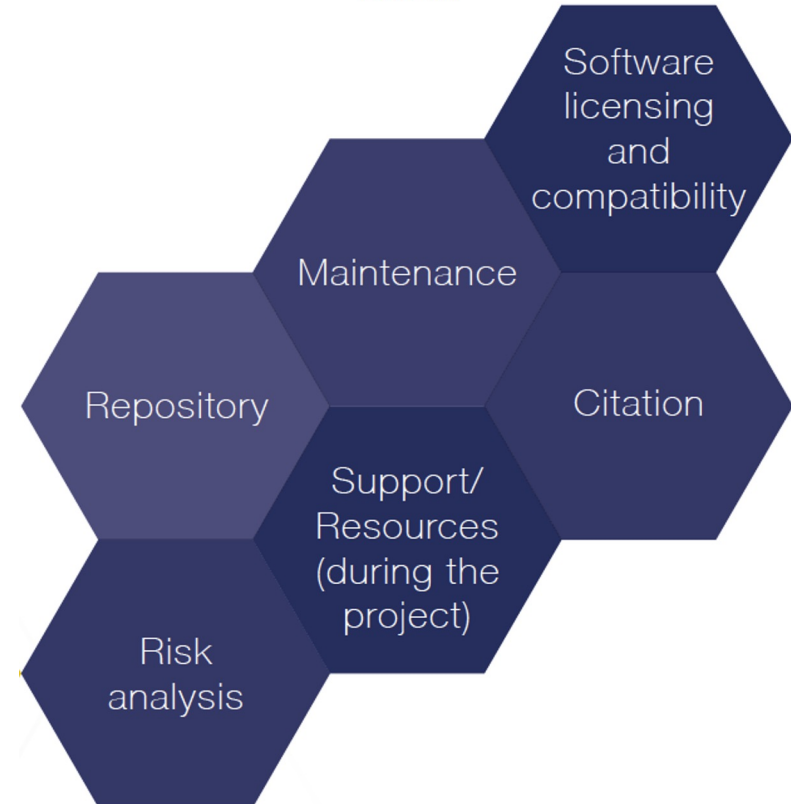 Software
licensing
and
compatibility
Maintenance
Repository
Citation
Support/
Resources
(during the
project)
Risk
analysis